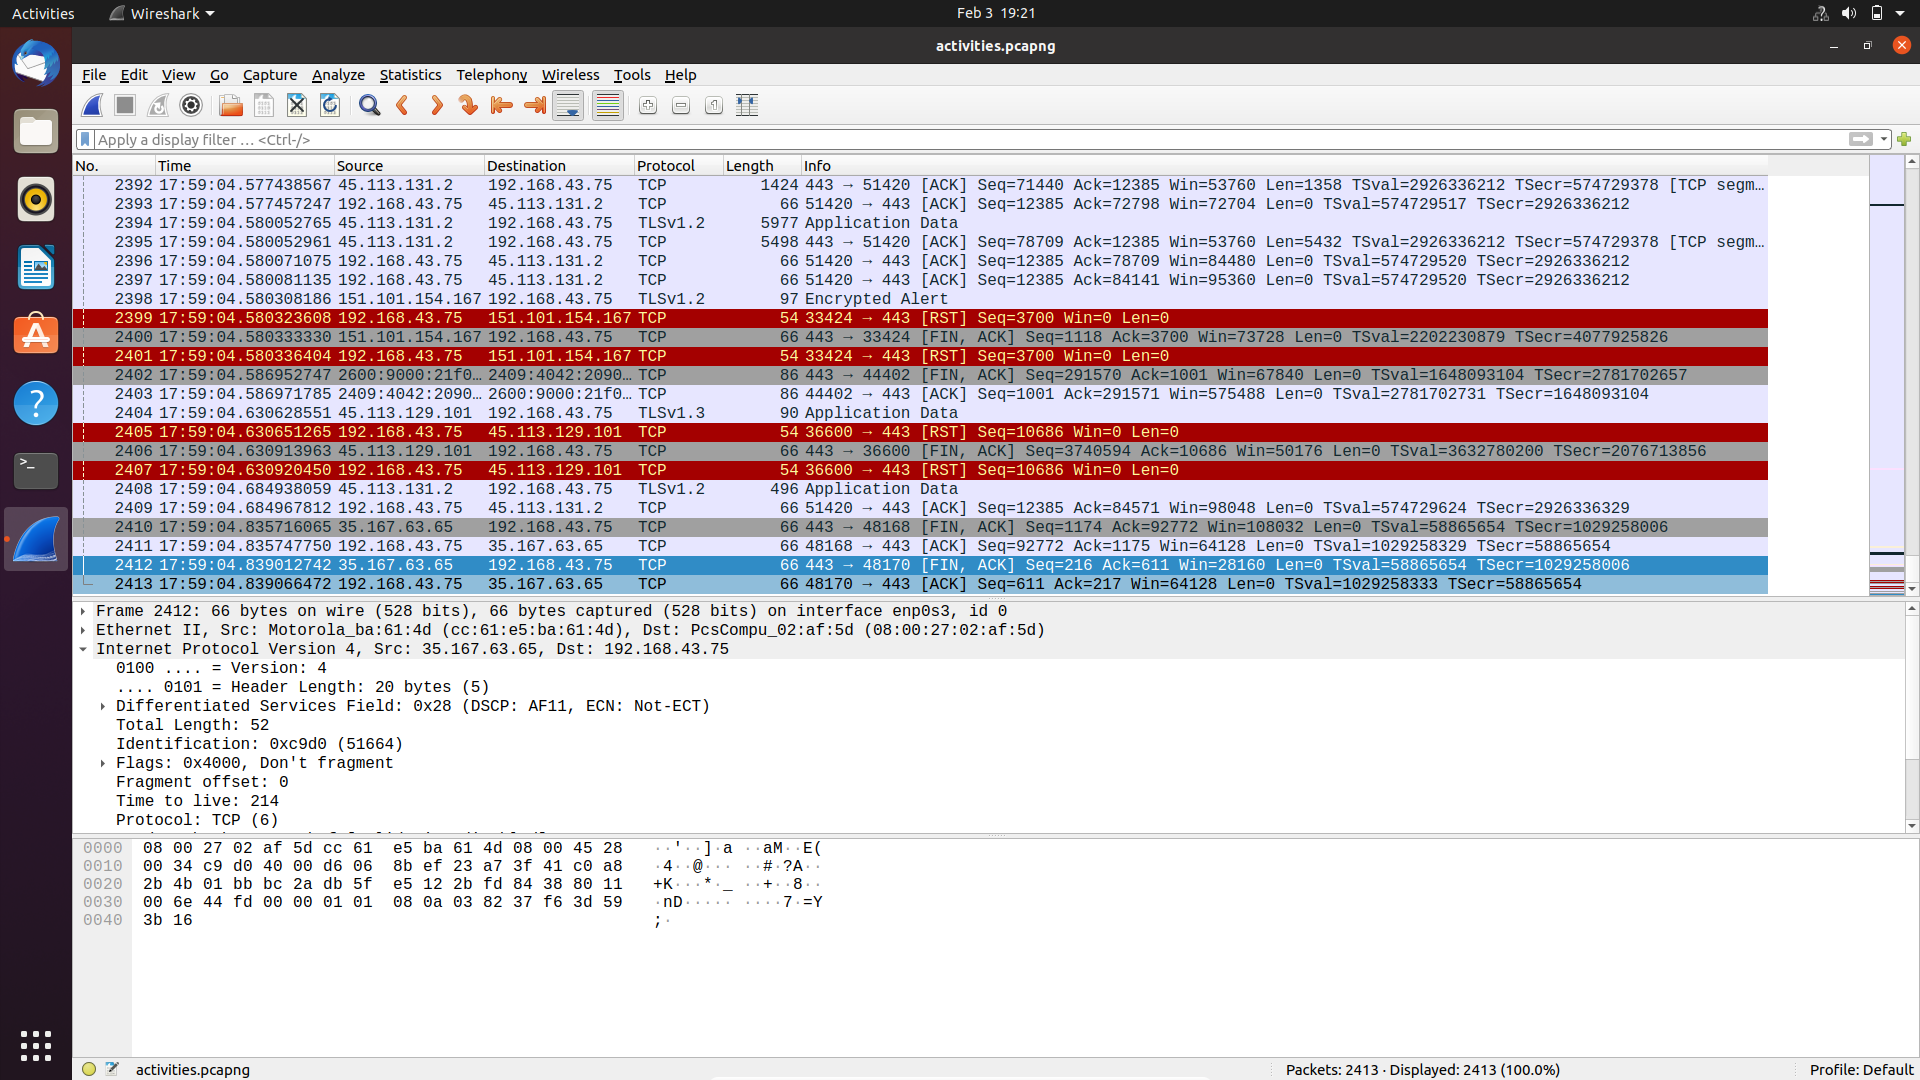 Activities Wireshark Feb 3 19:21
activities.pcapng
File Edit View Go Capture Analyze Statistics Telephony Wireless Tools Help
Apply a display filter … <Ctrl-/>
No. Time Source Destination Protocol Length Info
2392 17:59:04.577438567 45.113.131.2 192.168.43.75 TCP 1424 443 → 51420 [ACK] Seq=71440 Ack=12385 Win=53760 Len=1358 TSval=2926336212 TSecr=574729378 [TCP segm…
2393 17:59:04.577457247 192.168.43.75 45.113.131.2 TCP 66 51420 → 443 [ACK] Seq=12385 Ack=72798 Win=72704 Len=0 TSval=574729517 TSecr=2926336212
2394 17:59:04.580052765 45.113.131.2 192.168.43.75 TLSv1.2 5977 Application Data
2395 17:59:04.580052961 45.113.131.2 192.168.43.75 TCP 5498 443 → 51420 [ACK] Seq=78709 Ack=12385 Win=53760 Len=5432 TSval=2926336212 TSecr=574729378 [TCP segm…
2396 17:59:04.580071075 192.168.43.75 45.113.131.2 TCP 66 51420 → 443 [ACK] Seq=12385 Ack=78709 Win=84480 Len=0 TSval=574729520 TSecr=2926336212
2397 17:59:04.580081135 192.168.43.75 45.113.131.2 TCP 66 51420 → 443 [ACK] Seq=12385 Ack=84141 Win=95360 Len=0 TSval=574729520 TSecr=2926336212
2398 17:59:04.580308186 151.101.154.167 192.168.43.75 TLSv1.2 97 Encrypted Alert
2399 17:59:04.580323608 192.168.43.75 151.101.154.167 TCP 54 33424 → 443 [RST] Seq=3700 Win=0 Len=0
2400 17:59:04.580333330 151.101.154.167 192.168.43.75 TCP 66 443 → 33424 [FIN, ACK] Seq=1118 Ack=3700 Win=73728 Len=0 TSval=2202230879 TSecr=4077925826
2401 17:59:04.580336404 192.168.43.75 151.101.154.167 TCP 54 33424 → 443 [RST] Seq=3700 Win=0 Len=0
2402 17:59:04.586952747 2600:9000:21f0… 2409:4042:2090… TCP 86 443 → 44402 [FIN, ACK] Seq=291570 Ack=1001 Win=67840 Len=0 TSval=1648093104 TSecr=2781702657
2403 17:59:04.586971785 2409:4042:2090… 2600:9000:21f0… TCP 86 44402 → 443 [ACK] Seq=1001 Ack=291571 Win=575488 Len=0 TSval=2781702731 TSecr=1648093104
2404 17:59:04.630628551 45.113.129.101 192.168.43.75 TLSv1.3 90 Application Data
2405 17:59:04.630651265 192.168.43.75 45.113.129.101 TCP 54 36600 → 443 [RST] Seq=10686 Win=0 Len=0
2406 17:59:04.630913963 45.113.129.101 192.168.43.75 TCP 66 443 → 36600 [FIN, ACK] Seq=3740594 Ack=10686 Win=50176 Len=0 TSval=3632780200 TSecr=2076713856
2407 17:59:04.630920450 192.168.43.75 45.113.129.101 TCP 54 36600 → 443 [RST] Seq=10686 Win=0 Len=0
2408 17:59:04.684938059 45.113.131.2 192.168.43.75 TLSv1.2 496 Application Data
2409 17:59:04.684967812 192.168.43.75 45.113.131.2 TCP 66 51420 → 443 [ACK] Seq=12385 Ack=84571 Win=98048 Len=0 TSval=574729624 TSecr=2926336329
2410 17:59:04.835716065 35.167.63.65 192.168.43.75 TCP 66 443 → 48168 [FIN, ACK] Seq=1174 Ack=92772 Win=108032 Len=0 TSval=58865654 TSecr=1029258006
2411 17:59:04.835747750 192.168.43.75 35.167.63.65 TCP 66 48168 → 443 [ACK] Seq=92772 Ack=1175 Win=64128 Len=0 TSval=1029258329 TSecr=58865654
2412 17:59:04.839012742 35.167.63.65 192.168.43.75 TCP 66 443 → 48170 [FIN, ACK] Seq=216 Ack=611 Win=28160 Len=0 TSval=58865654 TSecr=1029258006
2413 17:59:04.839066472 192.168.43.75 35.167.63.65 TCP 66 48170 → 443 [ACK] Seq=611 Ack=217 Win=64128 Len=0 TSval=1029258333 TSecr=58865654
Frame 2412: 66 bytes on wire (528 bits), 66 bytes captured (528 bits) on interface enp0s3, id 0
Ethernet II, Src: Motorola_ba:61:4d (cc:61:e5:ba:61:4d), Dst: PcsCompu_02:af:5d (08:00:27:02:af:5d)
Internet Protocol Version 4, Src: 35.167.63.65, Dst: 192.168.43.75
0100 .... = Version: 4
.... 0101 = Header Length: 20 bytes (5)
Differentiated Services Field: 0x28 (DSCP: AF11, ECN: Not-ECT)
Total Length: 52
Identification: 0xc9d0 (51664)
Flags: 0x4000, Don't fragment
Fragment offset: 0
Time to live: 214
Protocol: TCP (6)
0000 08 00 27 02 af 5d cc 61 e5 ba 61 4d 08 00 45 28 ··'··]·a ··aM··E(
0010 00 34 c9 d0 40 00 d6 06 8b ef 23 a7 3f 41 c0 a8 ·4··@··· ··#·?A··
0020 2b 4b 01 bb bc 2a db 5f e5 12 2b fd 84 38 80 11 +K···*·_ ··+··8··
0030 00 6e 44 fd 00 00 01 01 08 0a 03 82 37 f6 3d 59 ·nD····· ····7·=Y
0040 3b 16 ;·
activities.pcapng Packets: 2413 · Displayed: 2413 (100.0%) Profile: Default